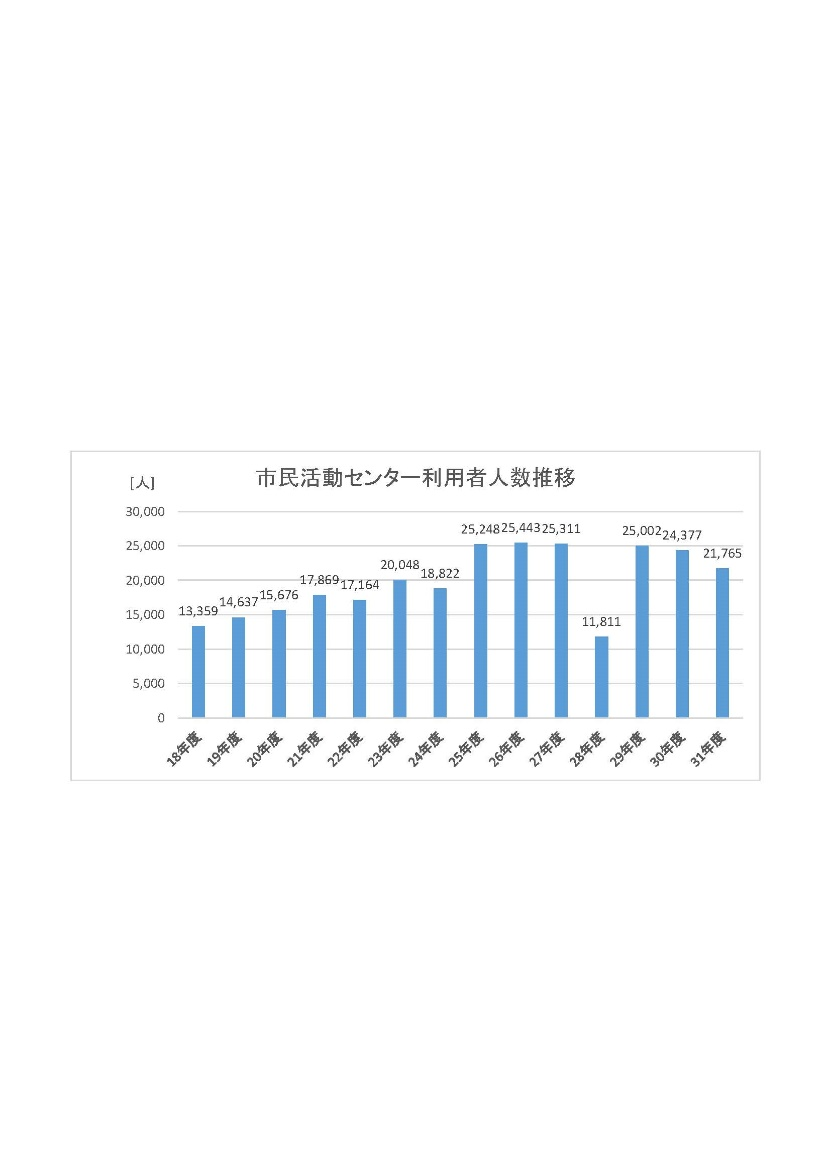 市民活動センター利用者人数推移
[人]
30,000
25,000
20,000
15,000
10,000
5,000
0
13,359
14,637
15,676
17,869
17,164
20,048
18,822
25,248
25,443
25,311
11,811
25,002
24,377
21,765
18年度
19年度
20年度
21年度
22年度
23年度
24年度
25年度
26年度
27年度
28年度
29年度
30年度
31年度